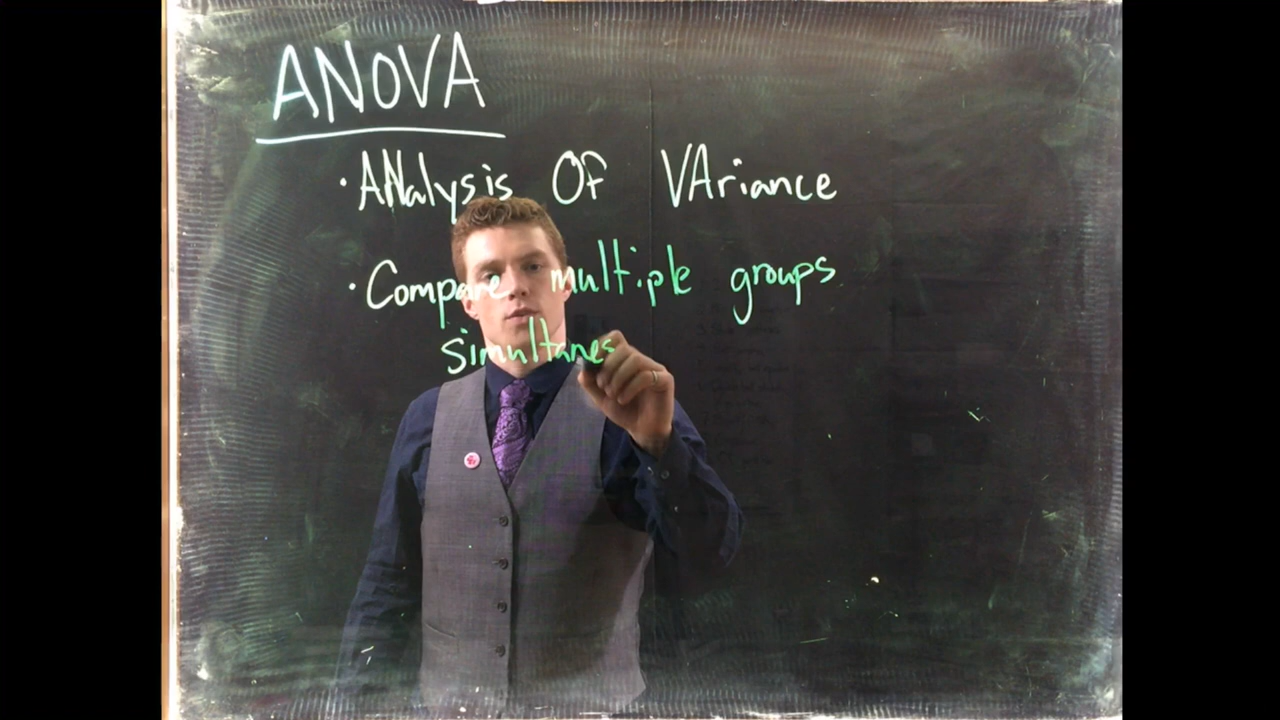 ANOVA
· ANalysis Of VAriance
· Compare multiple groups
simultanes